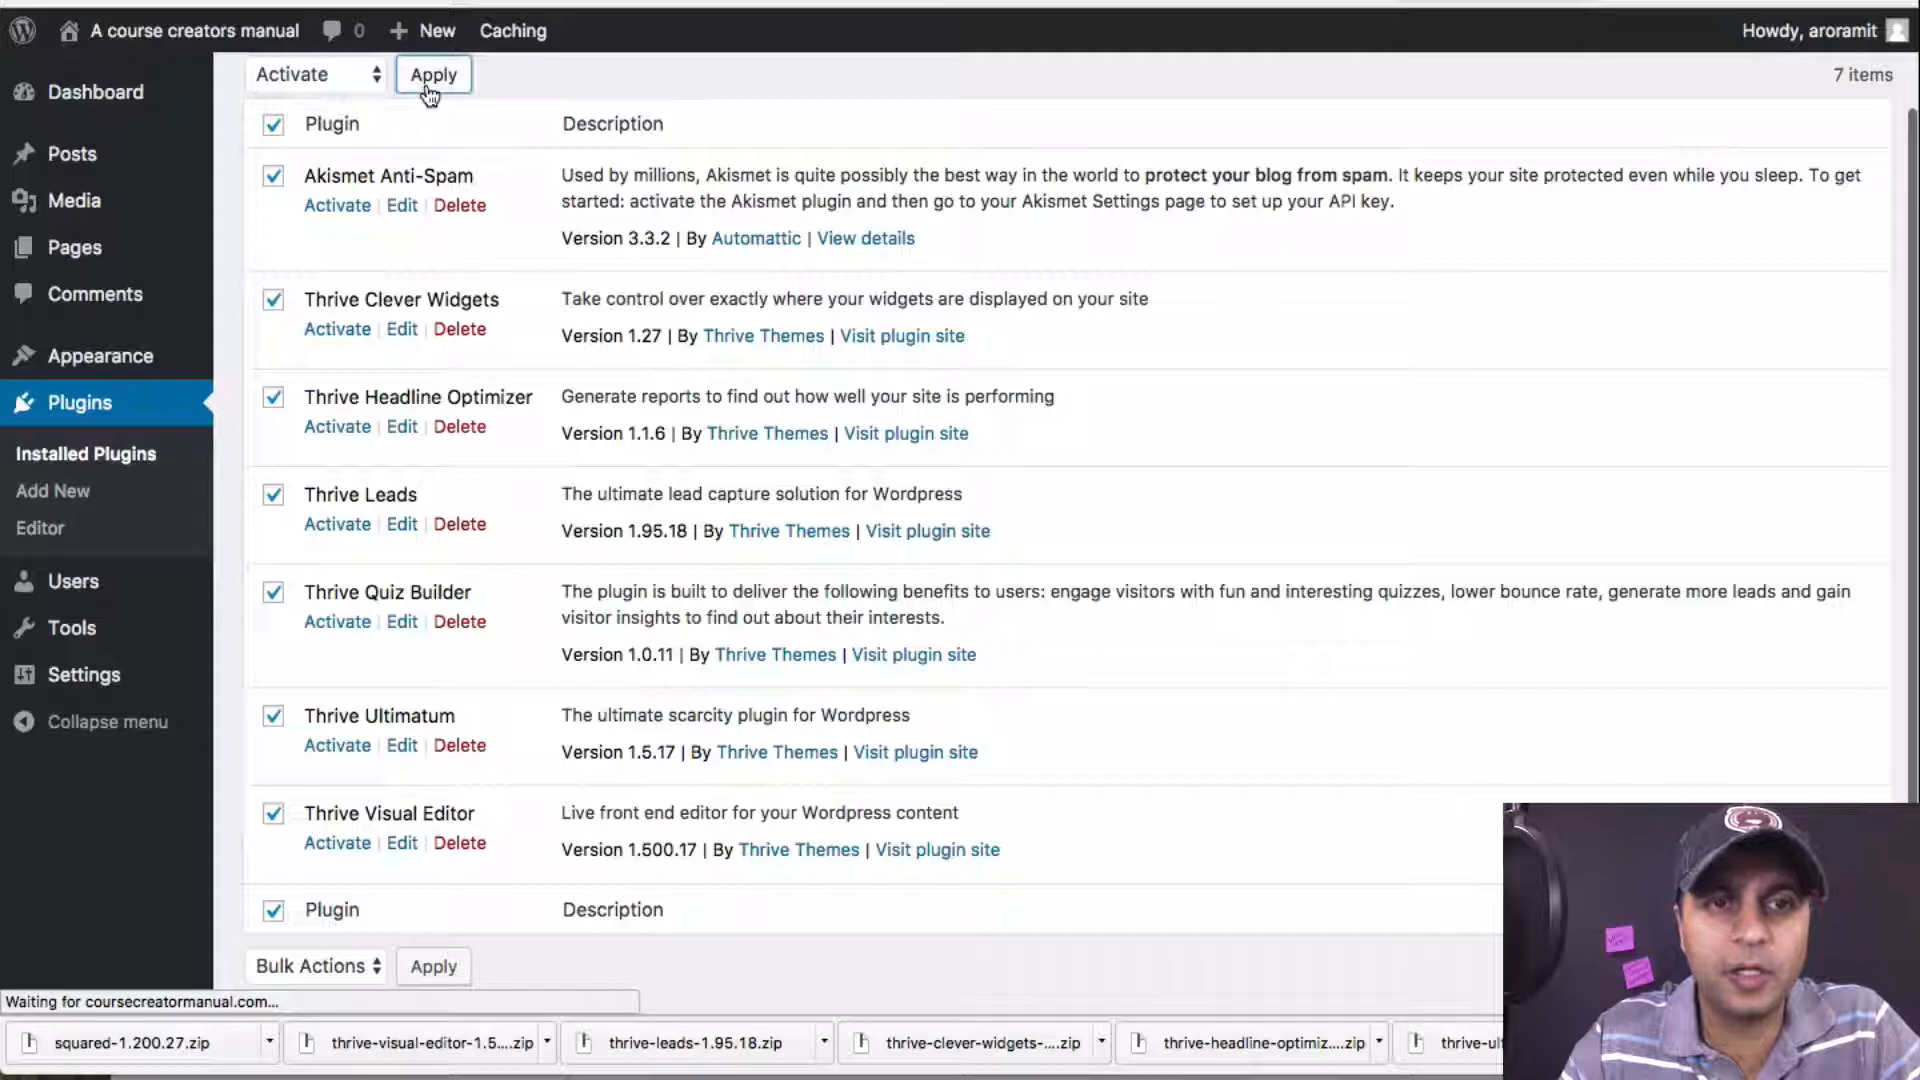 A course creators manual 0 New Caching Howdy, aroramit
Activate Apply 7 items
Dashboard
Posts
Media
Pages
Comments
Appearance
Plugins
Installed Plugins
Add New
Editor
Users
Tools
Settings
Collapse menu
Plugin Description
Akismet Anti-Spam
Activate | Edit | Delete
Used by millions, Akismet is quite possibly the best way in the world to protect your blog from spam. It keeps your site protected even while you sleep. To get
started: activate the Akismet plugin and then go to your Akismet Settings page to set up your API key.
Version 3.3.2 | By Automattic | View details
Thrive Clever Widgets
Activate | Edit | Delete
Take control over exactly where your widgets are displayed on your site
Version 1.27 | By Thrive Themes | Visit plugin site
Thrive Headline Optimizer
Activate | Edit | Delete
Generate reports to find out how well your site is performing
Version 1.1.6 | By Thrive Themes | Visit plugin site
Thrive Leads
Activate | Edit | Delete
The ultimate lead capture solution for Wordpress
Version 1.95.18 | By Thrive Themes | Visit plugin site
Thrive Quiz Builder
Activate | Edit | Delete
The plugin is built to deliver the following benefits to users: engage visitors with fun and interesting quizzes, lower bounce rate, generate more leads and gain
visitor insights to find out about their interests.
Version 1.0.11 | By Thrive Themes | Visit plugin site
Thrive Ultimatum
Activate | Edit | Delete
The ultimate scarcity plugin for Wordpress
Version 1.5.17 | By Thrive Themes | Visit plugin site
Thrive Visual Editor
Activate | Edit | Delete
Live front end editor for your Wordpress content
Version 1.500.17 | By Thrive Themes | Visit plugin site
Plugin Description
Bulk Actions Apply
Waiting for coursecreatormanual.com...
squared-1.200.27.zip thrive-visual-editor-1.5....zip thrive-leads-1.95.18.zip thrive-clever-widgets-....zip thrive-headline-optimiz....zip thrive-ul